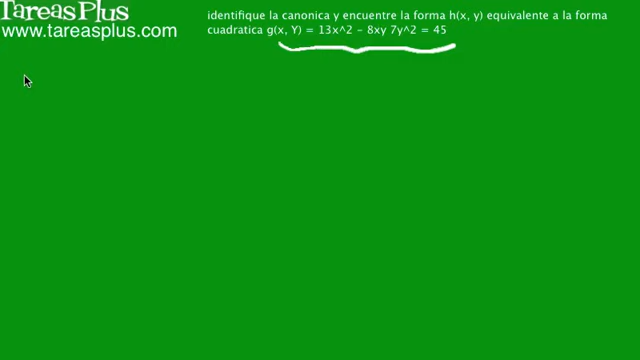 TareasPlus
www.tareasplus.com
identifique la canonica y encuentre la forma h(x, y) equivalente a la forma
cuadratica g(x, Y) = 13x^2 - 8xy 7y^2 = 45